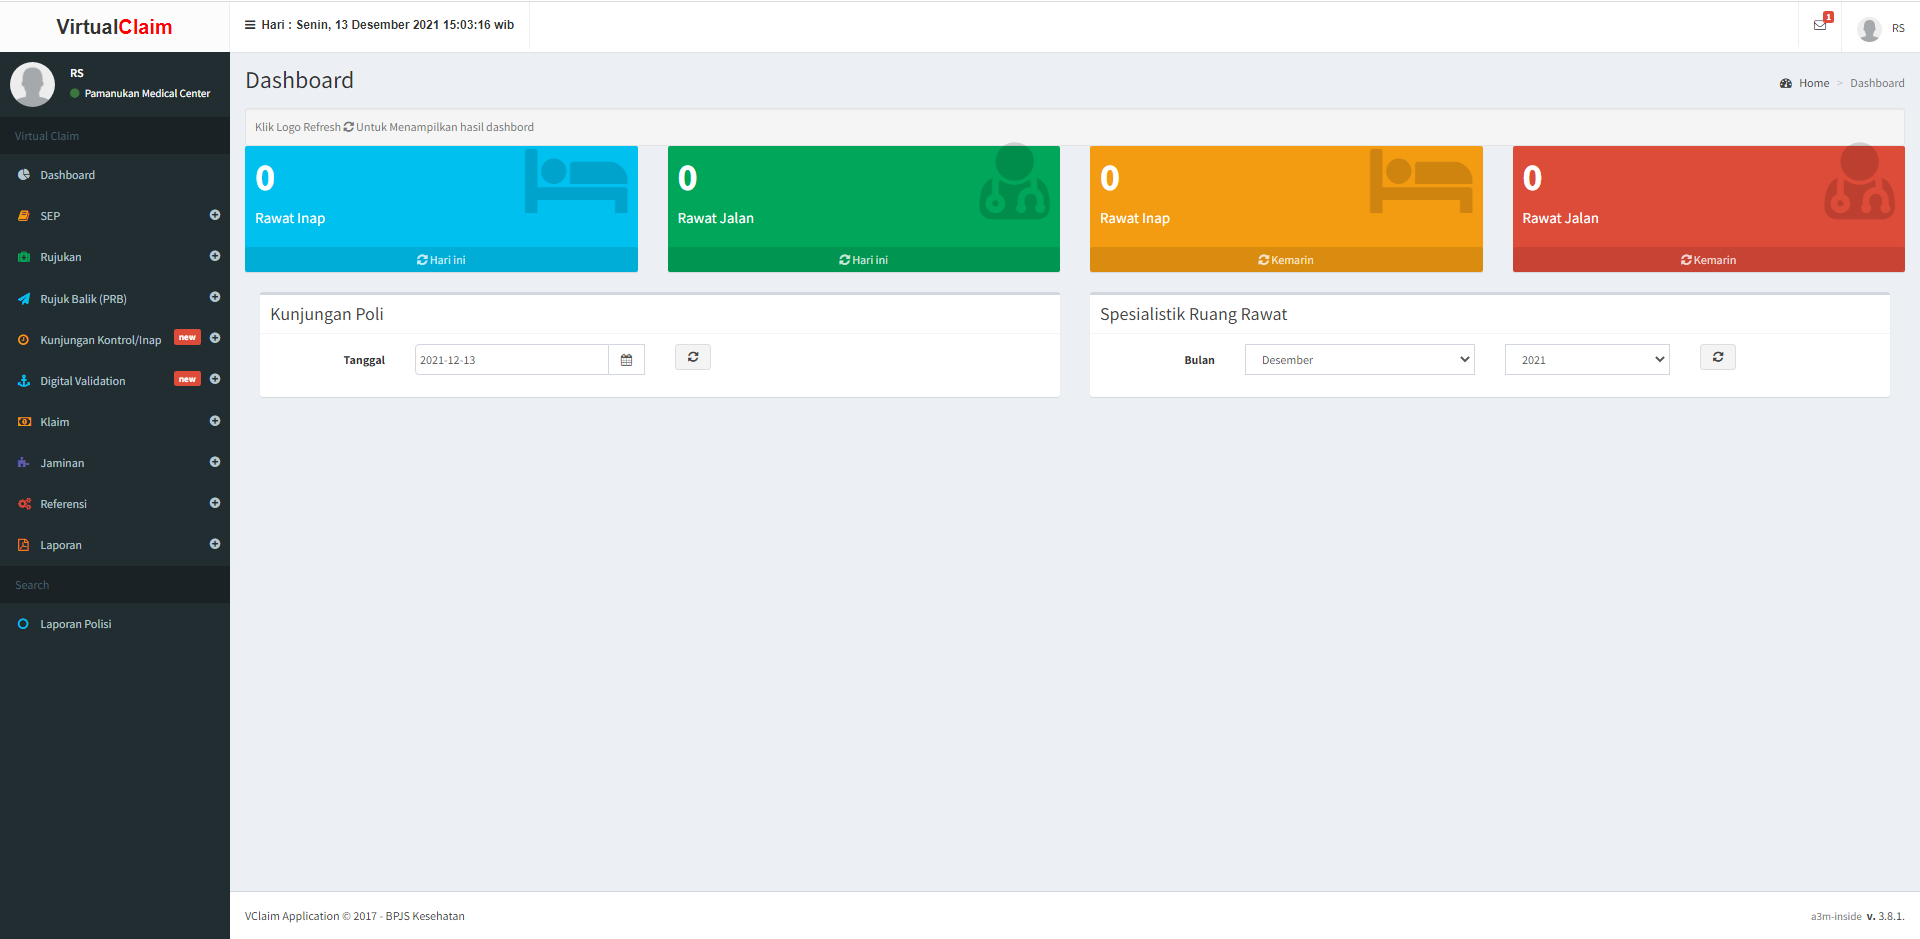 VirtualClaim
Hari : Senin, 13 Desember 2021 15:03:16 wib
1
RS
RS
Pamanukan Medical Center
Virtual Claim
Dashboard
SEP
Rujukan
Rujuk Balik (PRB)
Kunjungan Kontrol/Inap new
Digital Validation new
Klaim
Jaminan
Referensi
Laporan
Search
Laporan Polisi
Dashboard
Home > Dashboard
Klik Logo Refresh Untuk Menampilkan hasil dashbord
0
Rawat Inap
Hari ini
0
Rawat Jalan
Hari ini
0
Rawat Inap
Kemarin
0
Rawat Jalan
Kemarin
Kunjungan Poli
Tanggal 2021-12-13
Spesialistik Ruang Rawat
Bulan Desember 2021
VClaim Application © 2017 - BPJS Kesehatan
a3m-inside v. 3.8.1.